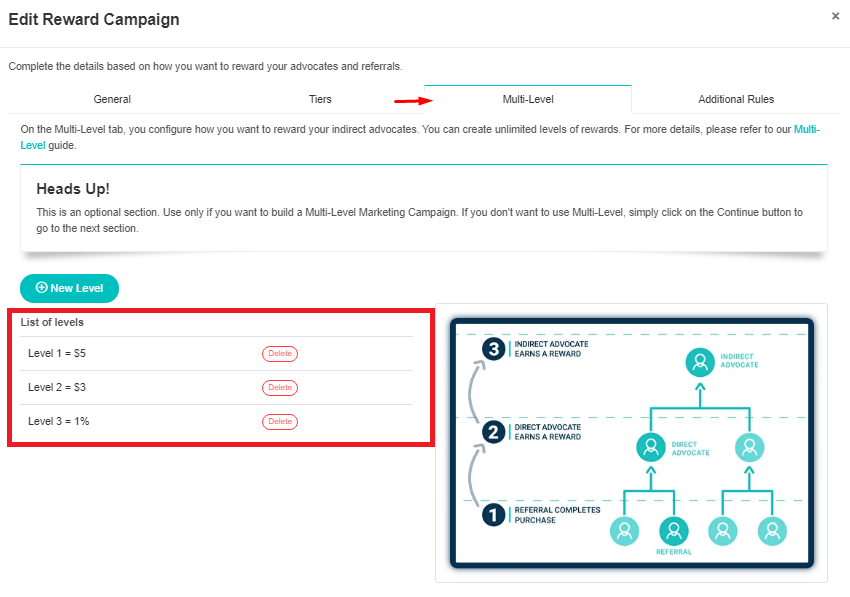 Edit Reward Campaign
×
Complete the details based on how you want to reward your advocates and referrals.
General Tiers Multi-Level Additional Rules
On the Multi-Level tab, you configure how you want to reward your indirect advocates. You can create unlimited levels of rewards. For more details, please refer to our Multi-
Level guide.
Heads Up!
This is an optional section. Use only if you want to build a Multi-Level Marketing Campaign. If you don't want to use Multi-Level, simply click on the Continue button to
go to the next section.
New Level
List of levels
Level 1 = $5 Delete
Level 2 = $3 Delete
Level 3 = 1% Delete
3 INDIRECT ADVOCATE
EARNS A REWARD
INDIRECT
ADVOCATE
2 DIRECT ADVOCATE
EARNS A REWARD
DIRECT
ADVOCATE
1 REFERRAL COMPLETES
PURCHASE
REFERRAL